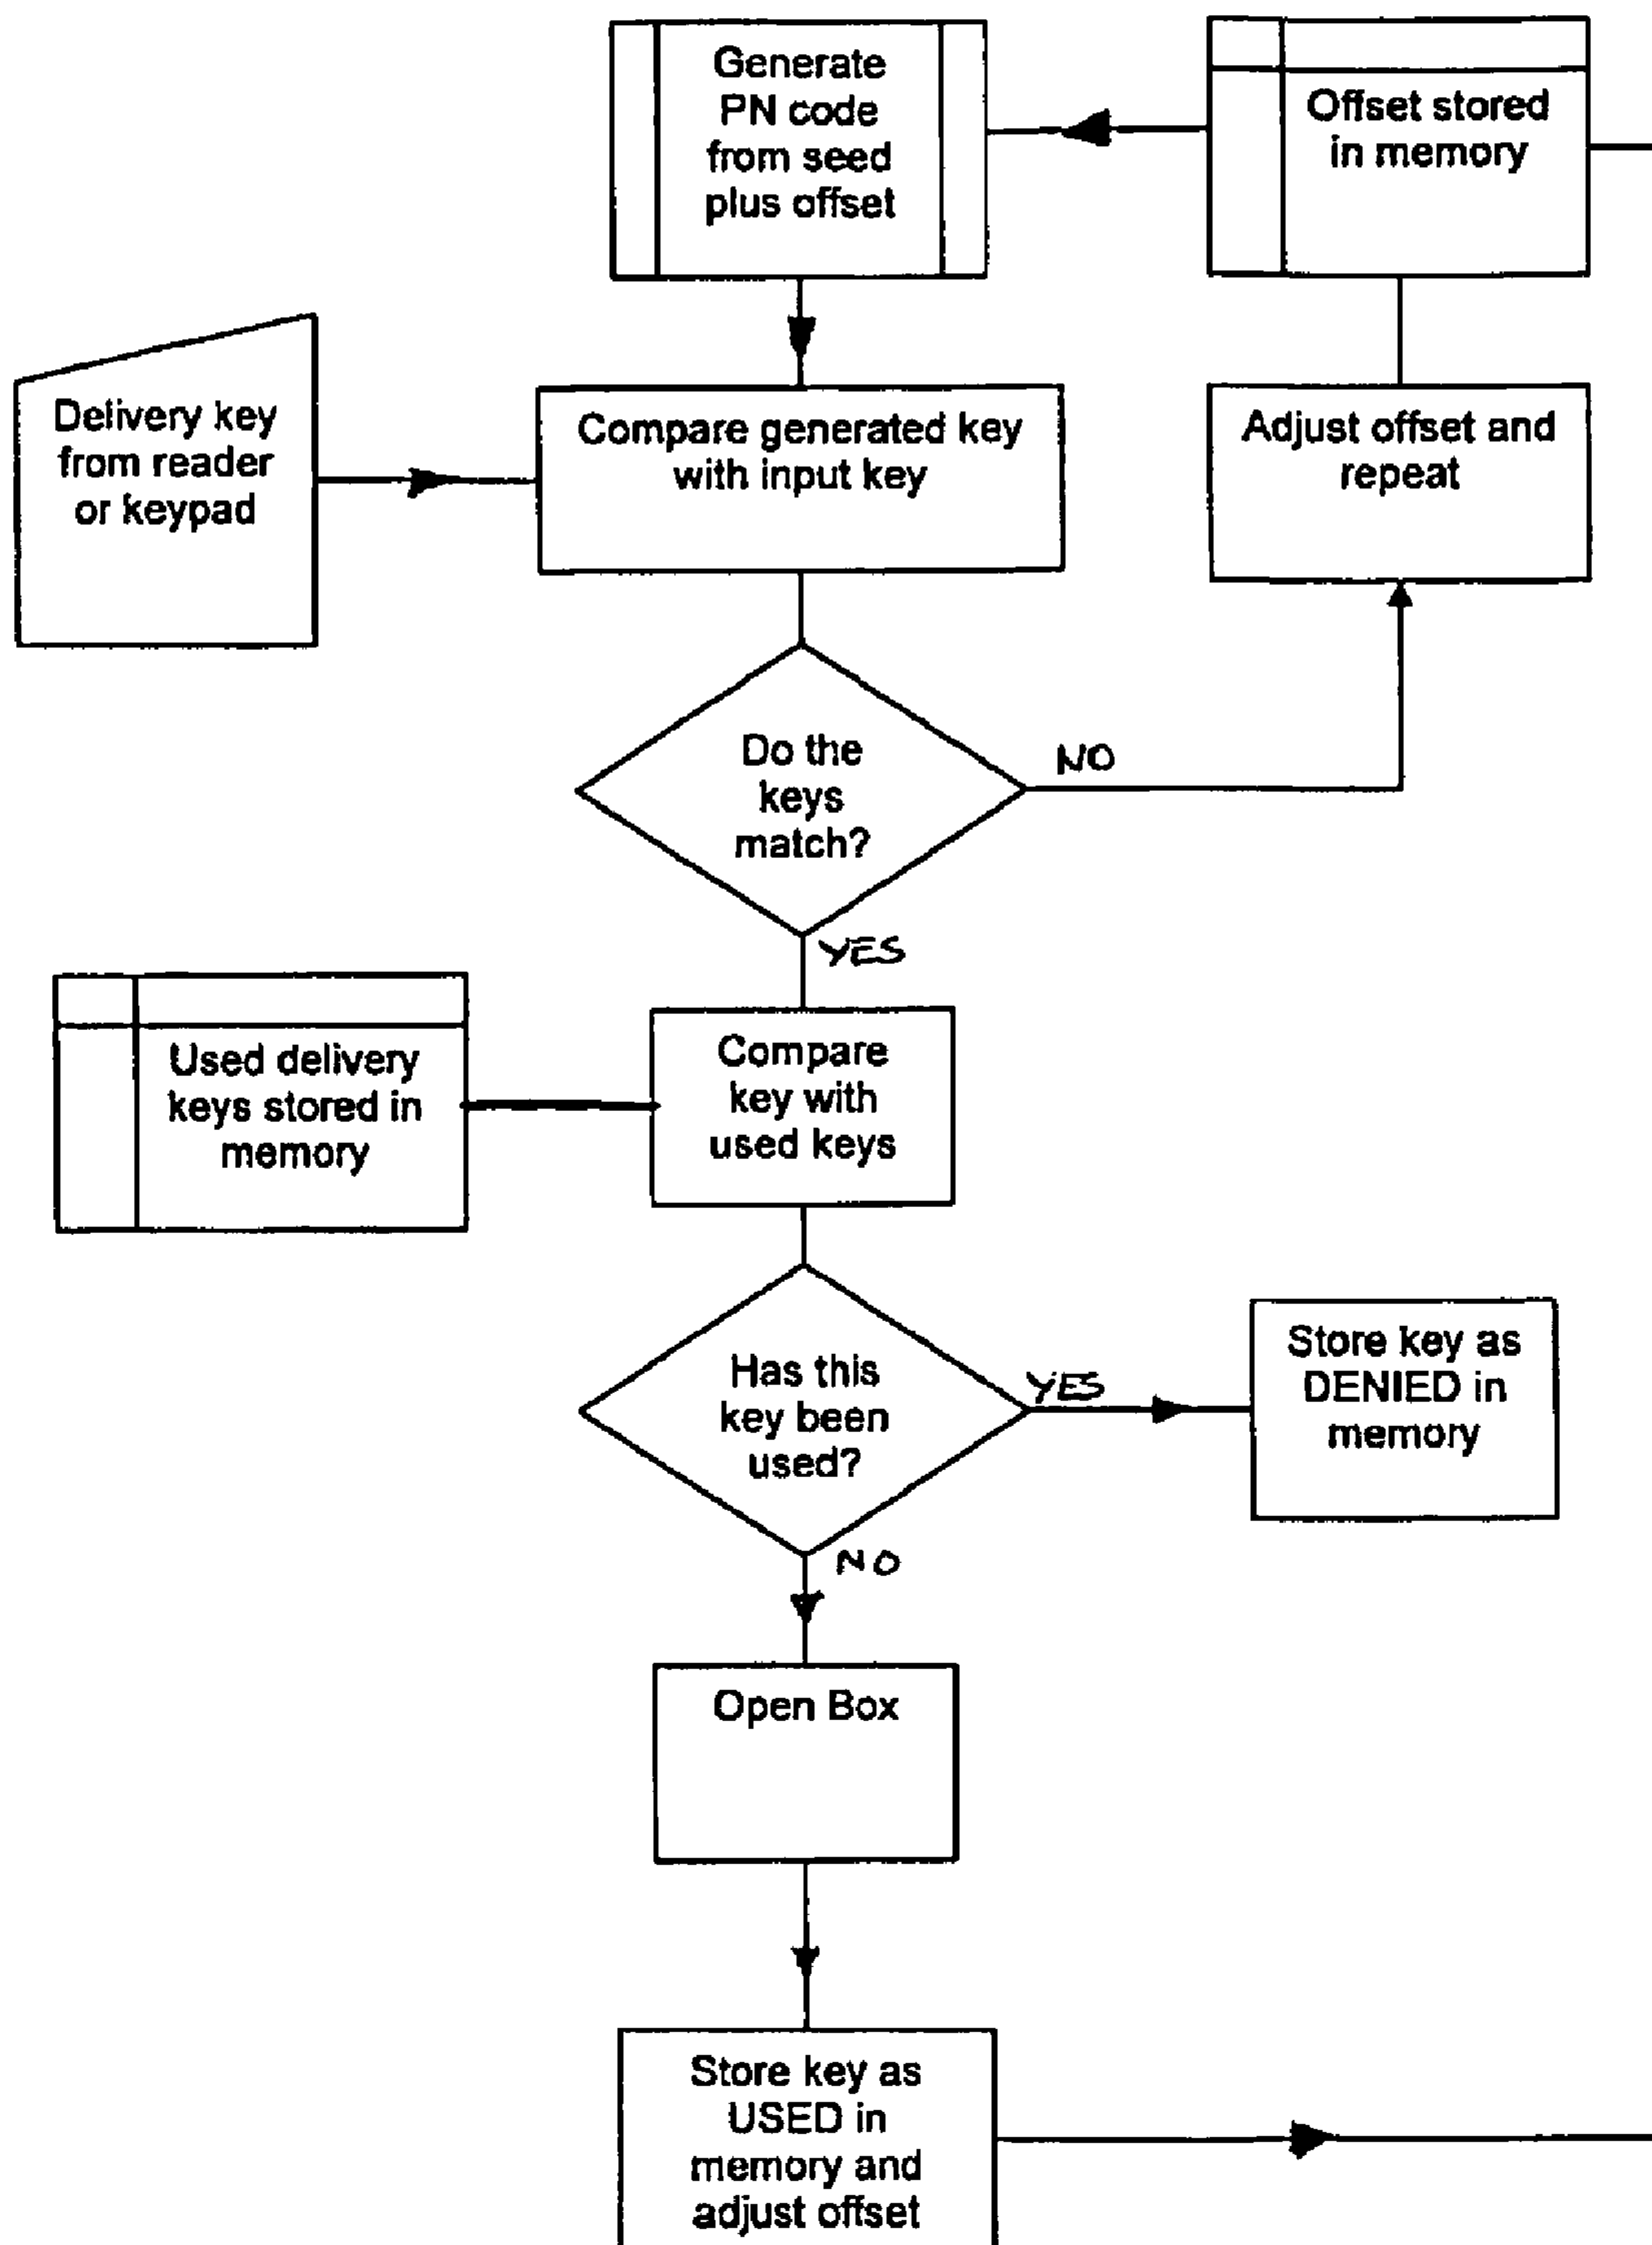 Generate
PN code
from seed
plus offset
Offset stored
in memory
Delivery key
from reader
or keypad
Compare generated key
with input key
Adjust offset and
repeat
Do the
keys
match?
NO
YES
Used delivery
keys stored in
memory
Compare
key with
used keys
Has this
key been
used?
YES
Store key as
DENIED in
memory
NO
Open Box
Store key as
USED in
memory and
adjust offset